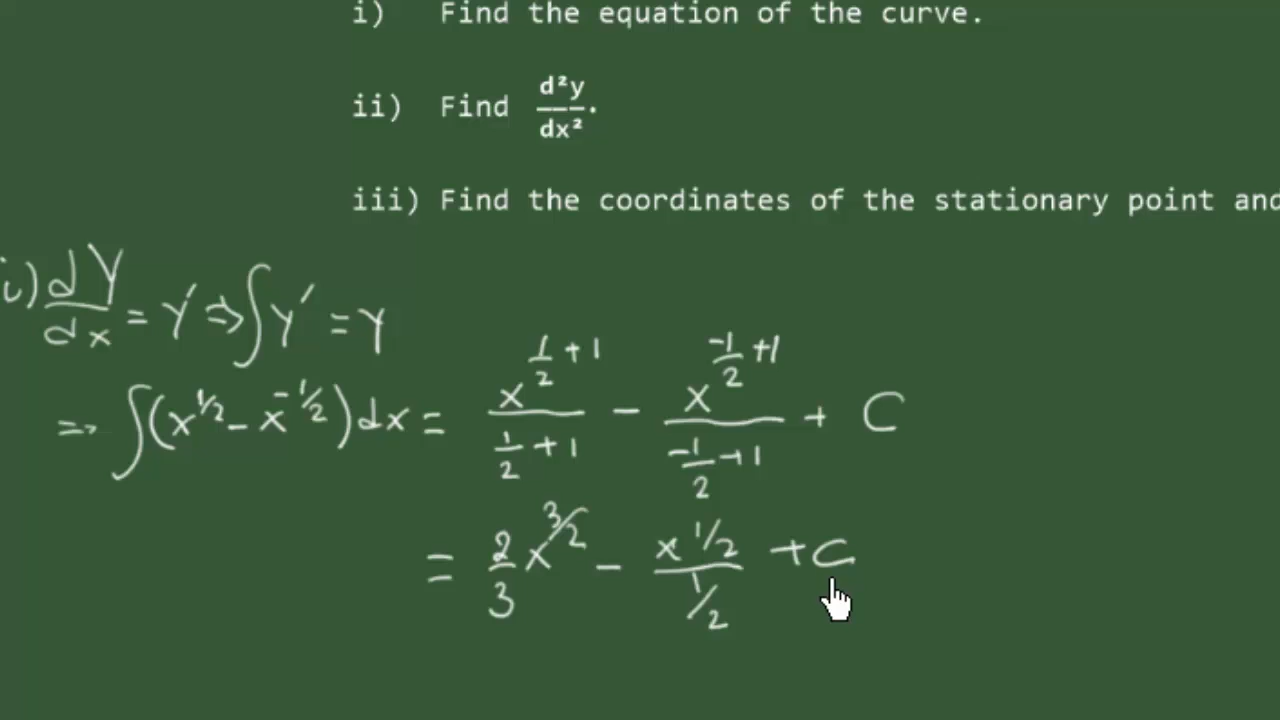 i) Find the equation of the curve.
ii) Find d²y/dx².
iii) Find the coordinates of the stationary point and
i) dY/dx = Y' ⇒ ∫Y' = Y
⇒ ∫(x^1/2 - x^-1/2)dx = x^(1/2 + 1)/(1/2 + 1) - x^(-1/2 + 1)/(-1/2 + 1) + C
= 2/3 x^3/2 - x^1/2/1/2 + C